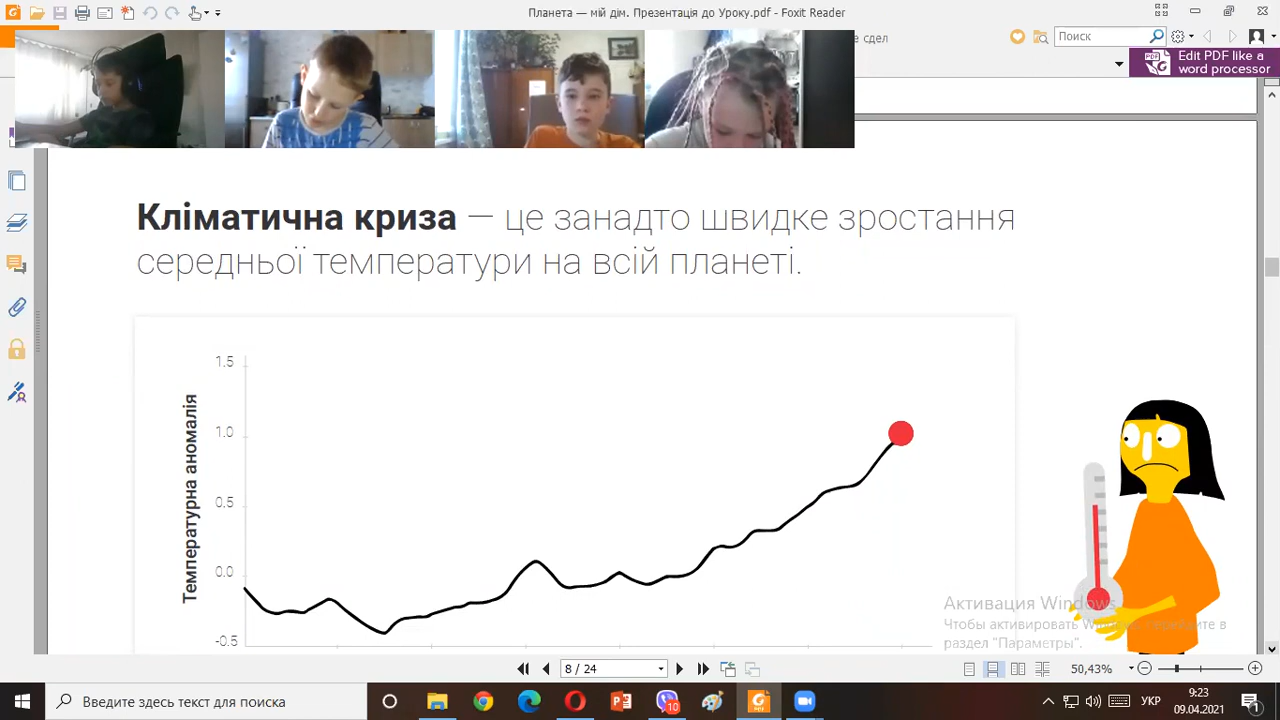 Планета — мій дім. Презентація до Уроку.pdf - Foxit Reader
е сдел
Поиск
Edit PDF like a
word processor
Кліматична криза — це занадто швидке зростання
середньої температури на всій планеті.
Температурна аномалія
1.5
1.0
0.5
0.0
-0.5
Активация Windows
Чтобы активировать Windows, перейдите в
раздел "Параметры".
8 / 24
50,43%
Введите здесь текст для поиска
10
УКР
9:23
09.04.2021
1